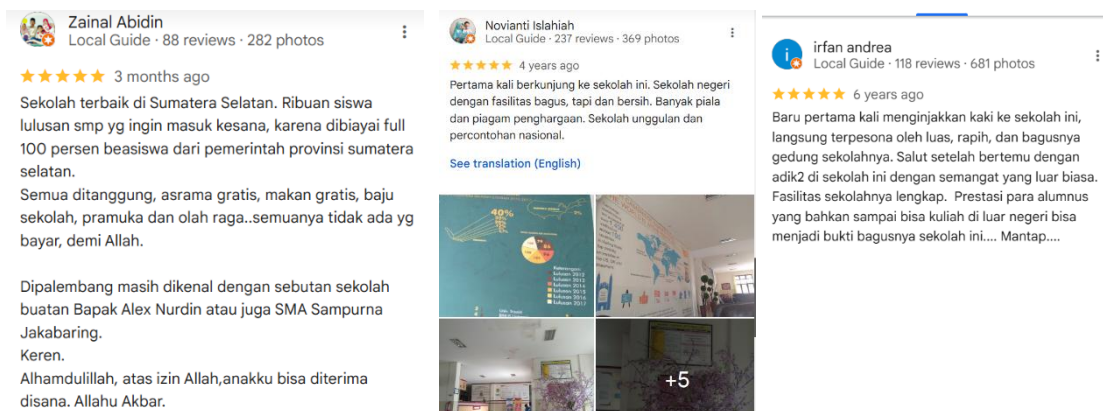 Zainal Abidin
Local Guide · 88 reviews · 282 photos
3 months ago
Sekolah terbaik di Sumatera Selatan. Ribuan siswa
lulusan smp yg ingin masuk kesana, karena dibiayai full
100 persen beasiswa dari pemerintah provinsi sumatera
selatan.
Semua ditanggung, asrama gratis, makan gratis, baju
sekolah, pramuka dan olah raga..semuanya tidak ada yg
bayar, demi Allah.
Dipalembang masih dikenal dengan sebutan sekolah
buatan Bapak Alex Nurdin atau juga SMA Sampurna
Jakabaring.
Keren.
Alhamdulillah, atas izin Allah,anakku bisa diterima
disana. Allahu Akbar.
Novianti Islahiah
Local Guide · 237 reviews · 369 photos
4 years ago
Pertama kali berkunjung ke sekolah ini. Sekolah negeri
dengan fasilitas bagus, tapi dan bersih. Banyak piala
dan piagam penghargaan. Sekolah unggulan dan
percontohan nasional.
See translation (English)
40%
+5
i
irfan andrea
Local Guide · 118 reviews · 681 photos
6 years ago
Baru pertama kali menginjakkan kaki ke sekolah ini,
langsung terpesona oleh luas, rapih, dan bagusnya
gedung sekolahnya. Salut setelah bertemu dengan
adik2 di sekolah ini dengan semangat yang luar biasa.
Fasilitas sekolahnya lengkap. Prestasi para alumnus
yang bahkan sampai bisa kuliah di luar negeri bisa
menjadi bukti bagusnya sekolah ini.... Mantap....